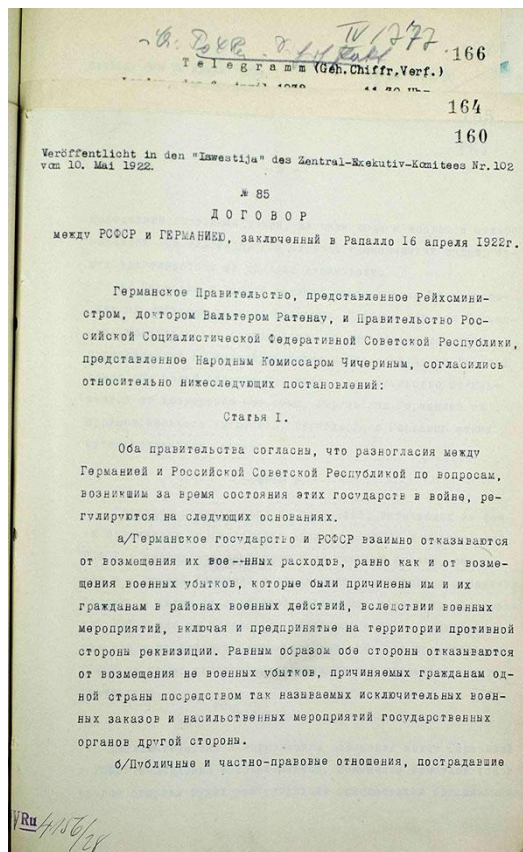 IV 1777
166
Telegramm (Geh.Chiffr.Verf.)
164
160
Veröffentlicht in den "Iswestija" des Zentral-Exekutiv-Komitees Nr.102
vom 10. Mai 1922.
№ 85
ДОГОВОР
между РСФСР и ГЕРМАНИЕЮ, заключенный в Рапалло 16 апреля 1922г.
Германское Правительство, представленное Рейхсмини-
стром, доктором Вальтером Ратенау, и Правительство Рос-
сийской Социалистической Федеративной Советской Республики,
представленное Народным Комиссаром Чичериным, согласились
относительно нижеследующих постановлений:
Статья I.
Оба правительства согласны, что разногласия между
Германией и Российской Советской Республикой по вопросам,
возникшим за время состояния этих государств в войне, ре-
гулируются на следующих основаниях.
а/Германское государство и РСФСР взаимно отказываются
от возмещения их вое--нных расходов, равно как и от возме-
щения военных убытков, которые были причинены им и их
гражданам в районах военных действий, вследствии военных
мероприятий, включая и предпринятые на территории противной
стороны реквизиции. Равным образом обе стороны отказываются
от возмещения не военных убытков, причиняемых гражданам од-
ной страны посредством так называемых исключительных воен-
ных заказов и насильственных мероприятий государственных
органов другой стороны.
б/Публичные и частно-правовые отношения, пострадавшие
Ru 4156/28